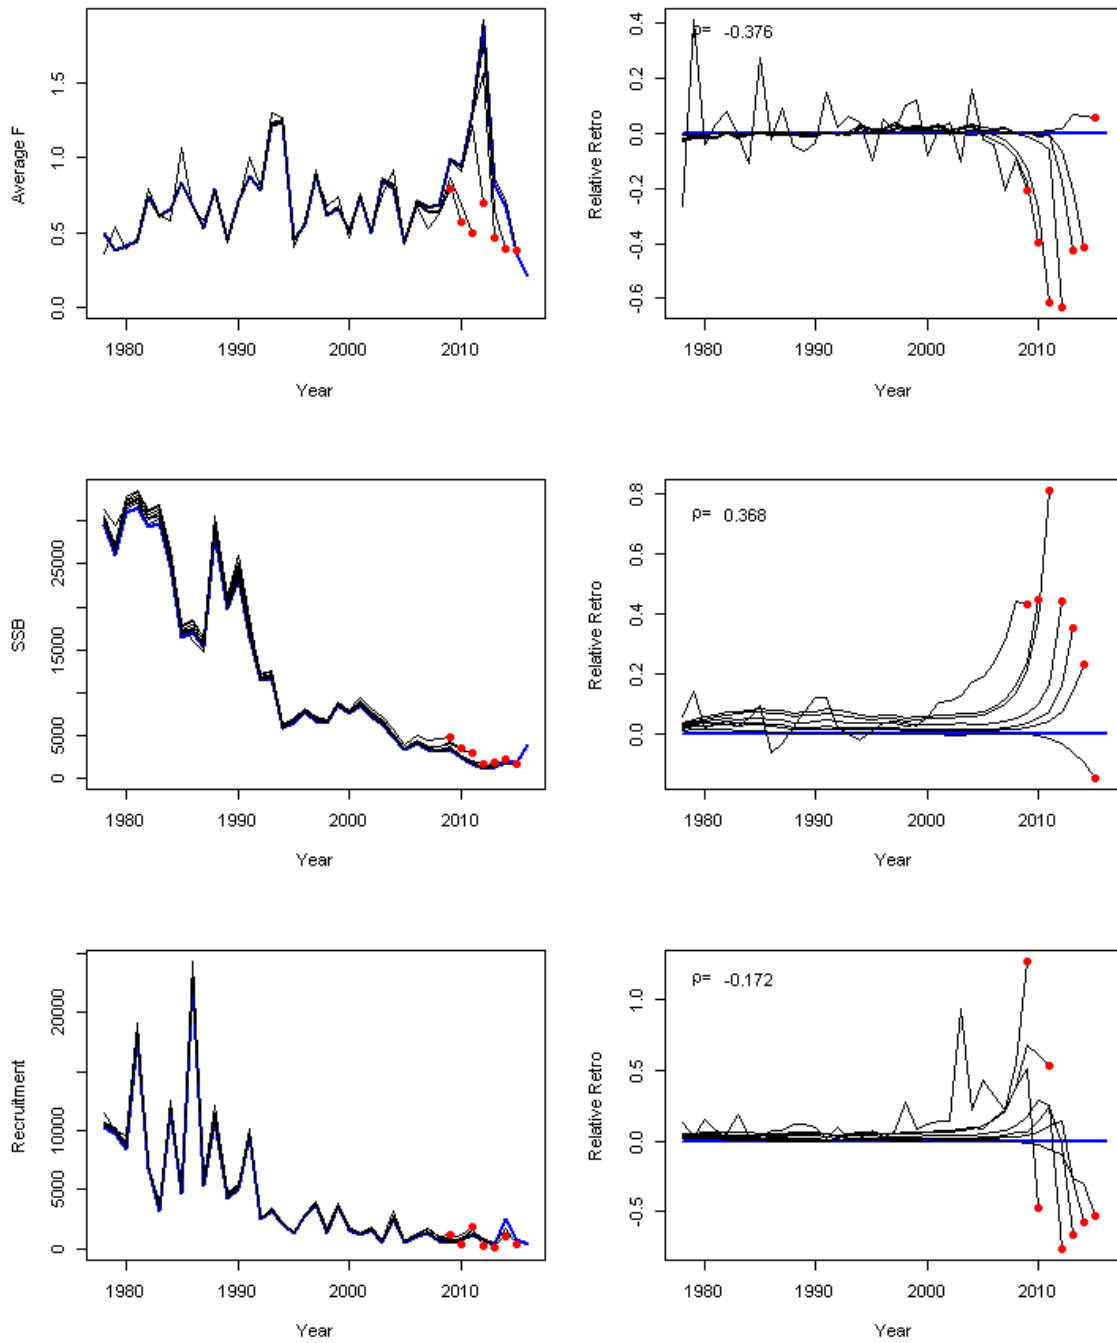 Average F
0.0 0.5 1.0 1.5
1980 1990 2000 2010
Year
Relative Retro
-0.6 -0.4 -0.2 0.0 0.2 0.4
ρ= -0.376
1980 1990 2000 2010
Year
SSB
0 5000 15000 25000
1980 1990 2000 2010
Year
Relative Retro
0.0 0.2 0.4 0.6 0.8
ρ= 0.368
1980 1990 2000 2010
Year
Recruitment
0 5000 10000 20000
1980 1990 2000 2010
Year
Relative Retro
-0.5 0.0 0.5 1.0
ρ= -0.172
1980 1990 2000 2010
Year